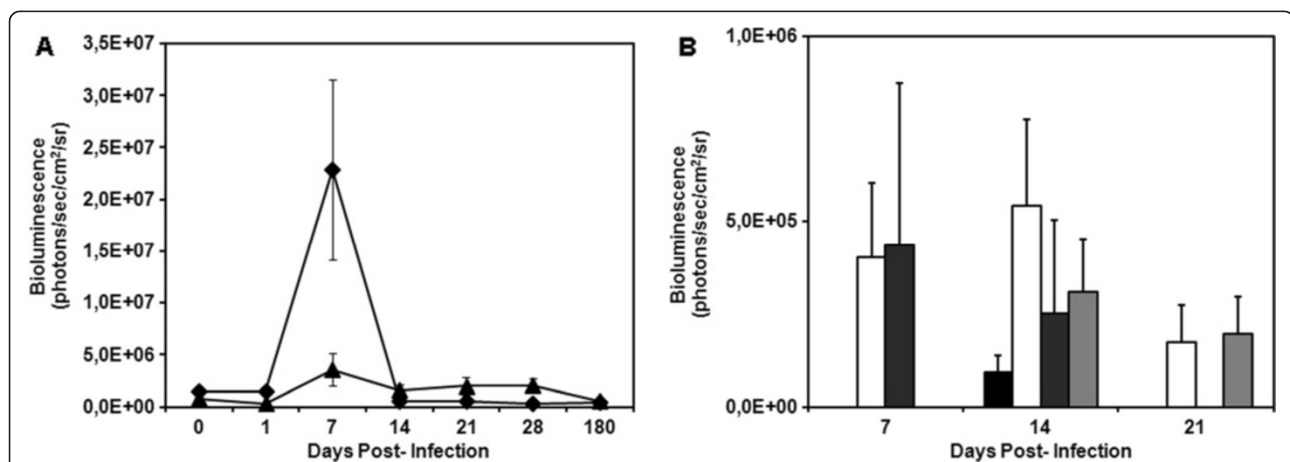 A
3,5E+07
3,0E+07
2,5E+07
2,0E+07
1,5E+07
1,0E+07
5,0E+06
0,0E+00
Bioluminescence
(photons/sec/cm²/sr)
0 1 7 14 21 28 180
Days Post- Infection
B
1,0E+06
5,0E+05
0,0E+00
Bioluminescence
(photons/sec/cm²/sr)
7 14 21
Days Post-Infection